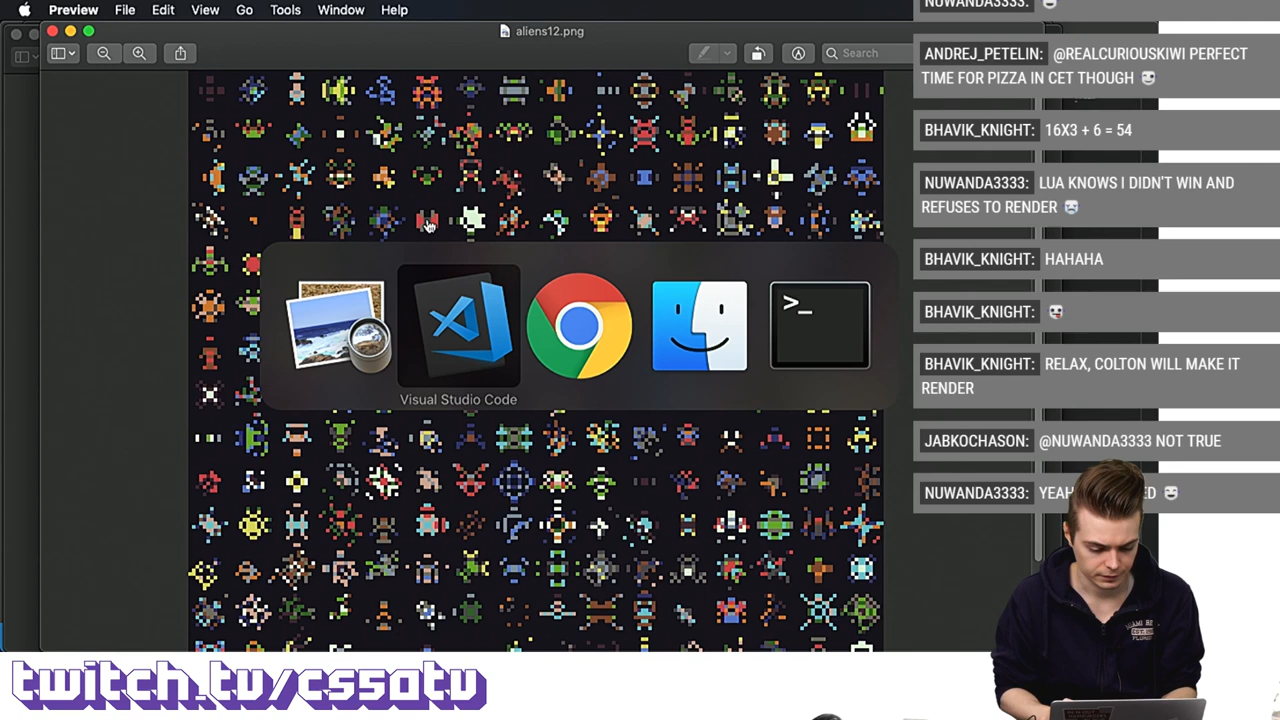 Preview File Edit View Go Tools Window Help
aliens12.png
Search
NUWANDA3333:
ANDREJ_PETELIN: @REALCURIOUSKIWI PERFECT
TIME FOR PIZZA IN CET THOUGH
BHAVIK_KNIGHT: 16X3 + 6 = 54
NUWANDA3333: LUA KNOWS I DIDN'T WIN AND
REFUSES TO RENDER
BHAVIK_KNIGHT: HAHAHA
BHAVIK_KNIGHT:
BHAVIK_KNIGHT: RELAX, COLTON WILL MAKE IT
RENDER
JABKOCHASON: @NUWANDA3333 NOT TRUE
NUWANDA3333:
>_
Visual Studio Code
twitch.tv/cs50tv